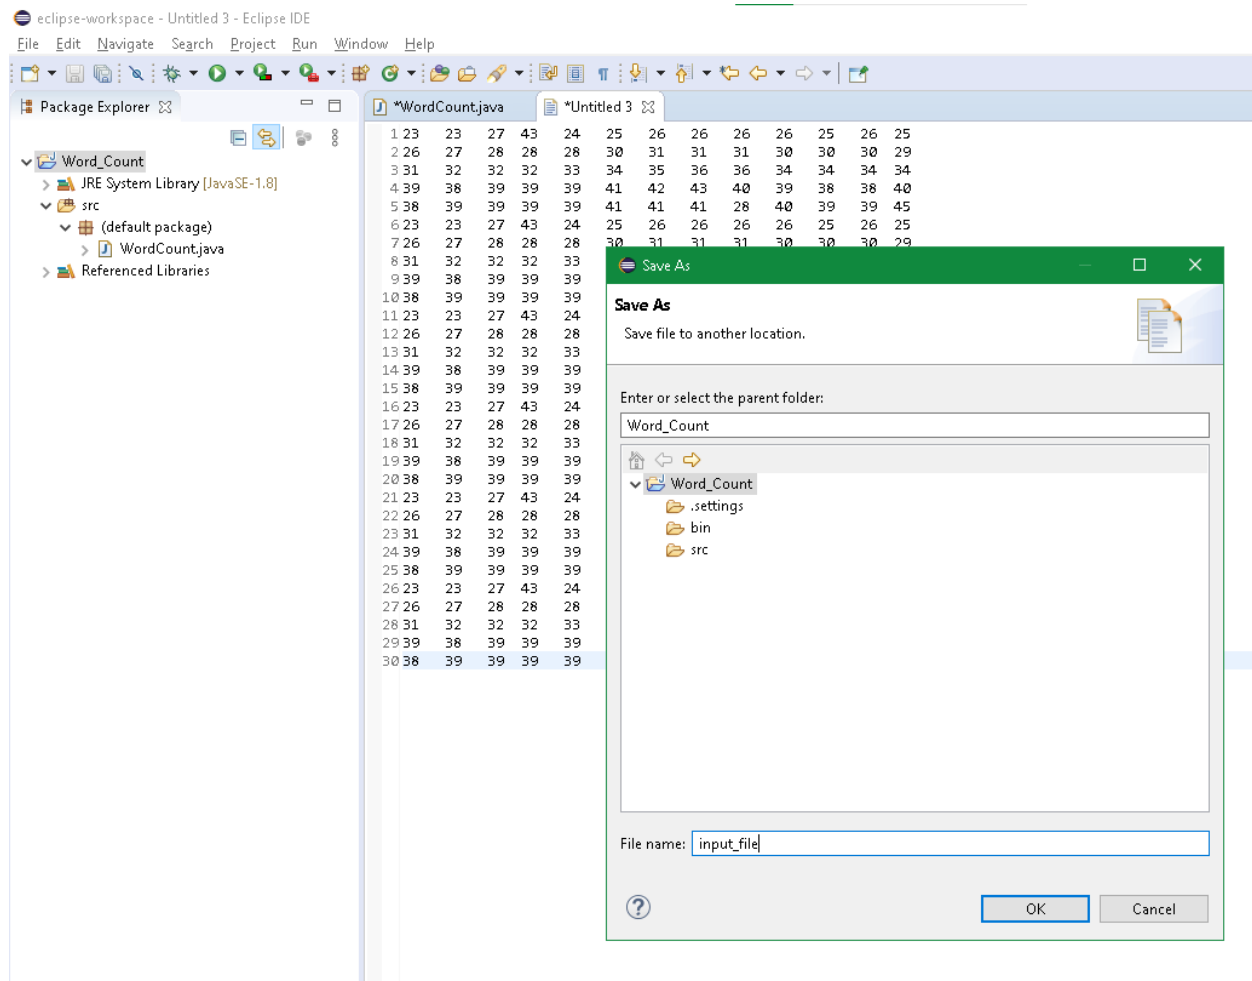 eclipse-workspace - Untitled 3 - Eclipse IDE
File Edit Navigate Search Project Run Window Help
Package Explorer
*WordCount.java *Untitled 3
Word_Count
JRE System Library [JavaSE-1.8]
src
(default package)
WordCount.java
Referenced Libraries
1 23 23 27 43 24 25 26 26 26 26 25 26 25
2 26 27 28 28 28 30 31 31 31 30 30 30 29
3 31 32 32 32 33 34 35 36 36 34 34 34 34
4 39 38 39 39 39 41 42 43 40 39 38 38 40
5 38 39 39 39 39 41 41 41 28 40 39 39 45
6 23 23 27 43 24 25 26 26 26 26 25 26 25
7 26 27 28 28 28 30 31 31 31 30 30 30 29
8 31 32 32 32 33
9 39 38 39 39 39
10 38 39 39 39 39
11 23 23 27 43 24
12 26 27 28 28 28
13 31 32 32 32 33
14 39 38 39 39 39
15 38 39 39 39 39
16 23 23 27 43 24
17 26 27 28 28 28
18 31 32 32 32 33
19 39 38 39 39 39
20 38 39 39 39 39
21 23 23 27 43 24
22 26 27 28 28 28
23 31 32 32 32 33
24 39 38 39 39 39
25 38 39 39 39 39
26 23 23 27 43 24
27 26 27 28 28 28
28 31 32 32 32 33
29 39 38 39 39 39
30 38 39 39 39 39
Save As
Save As
Save file to another location.
Enter or select the parent folder:
Word_Count
Word_Count
.settings
bin
src
File name: input_file
OK Cancel